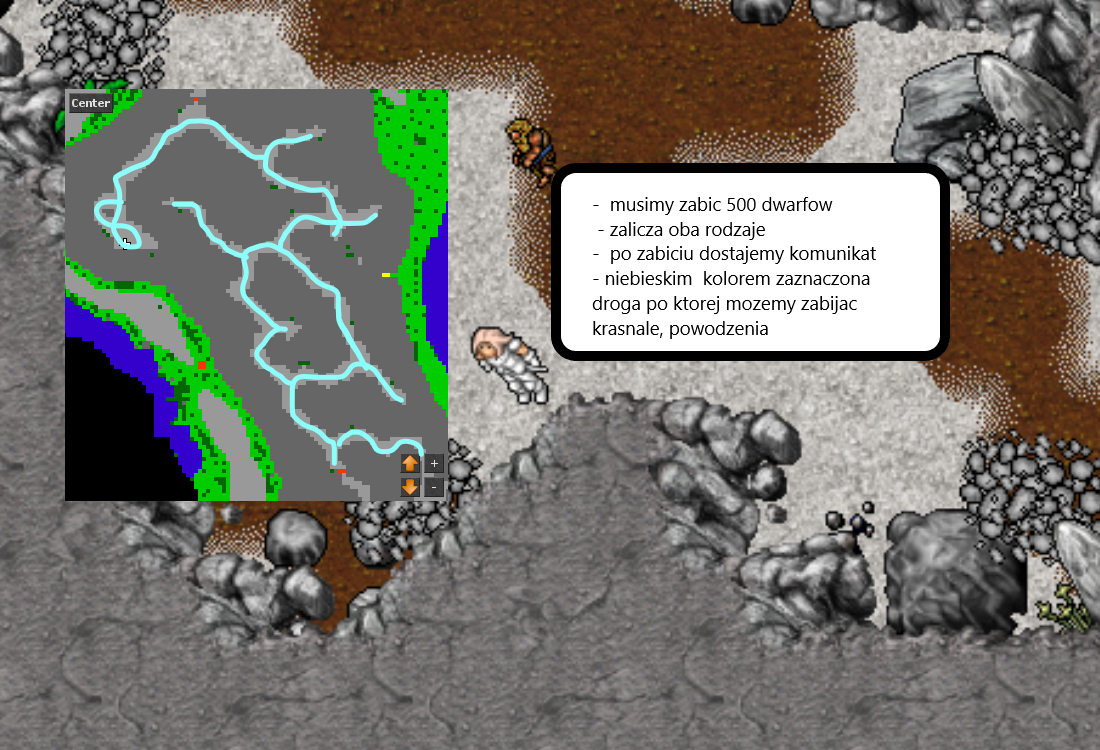 Center
- musimy zabic 500 dwarfow
- zalicza oba rodzaje
- po zabiciu dostajemy komunikat
- niebieskim kolorem zaznaczona
droga po ktorej mozemy zabijac
krasnale, powodzenia
+
-